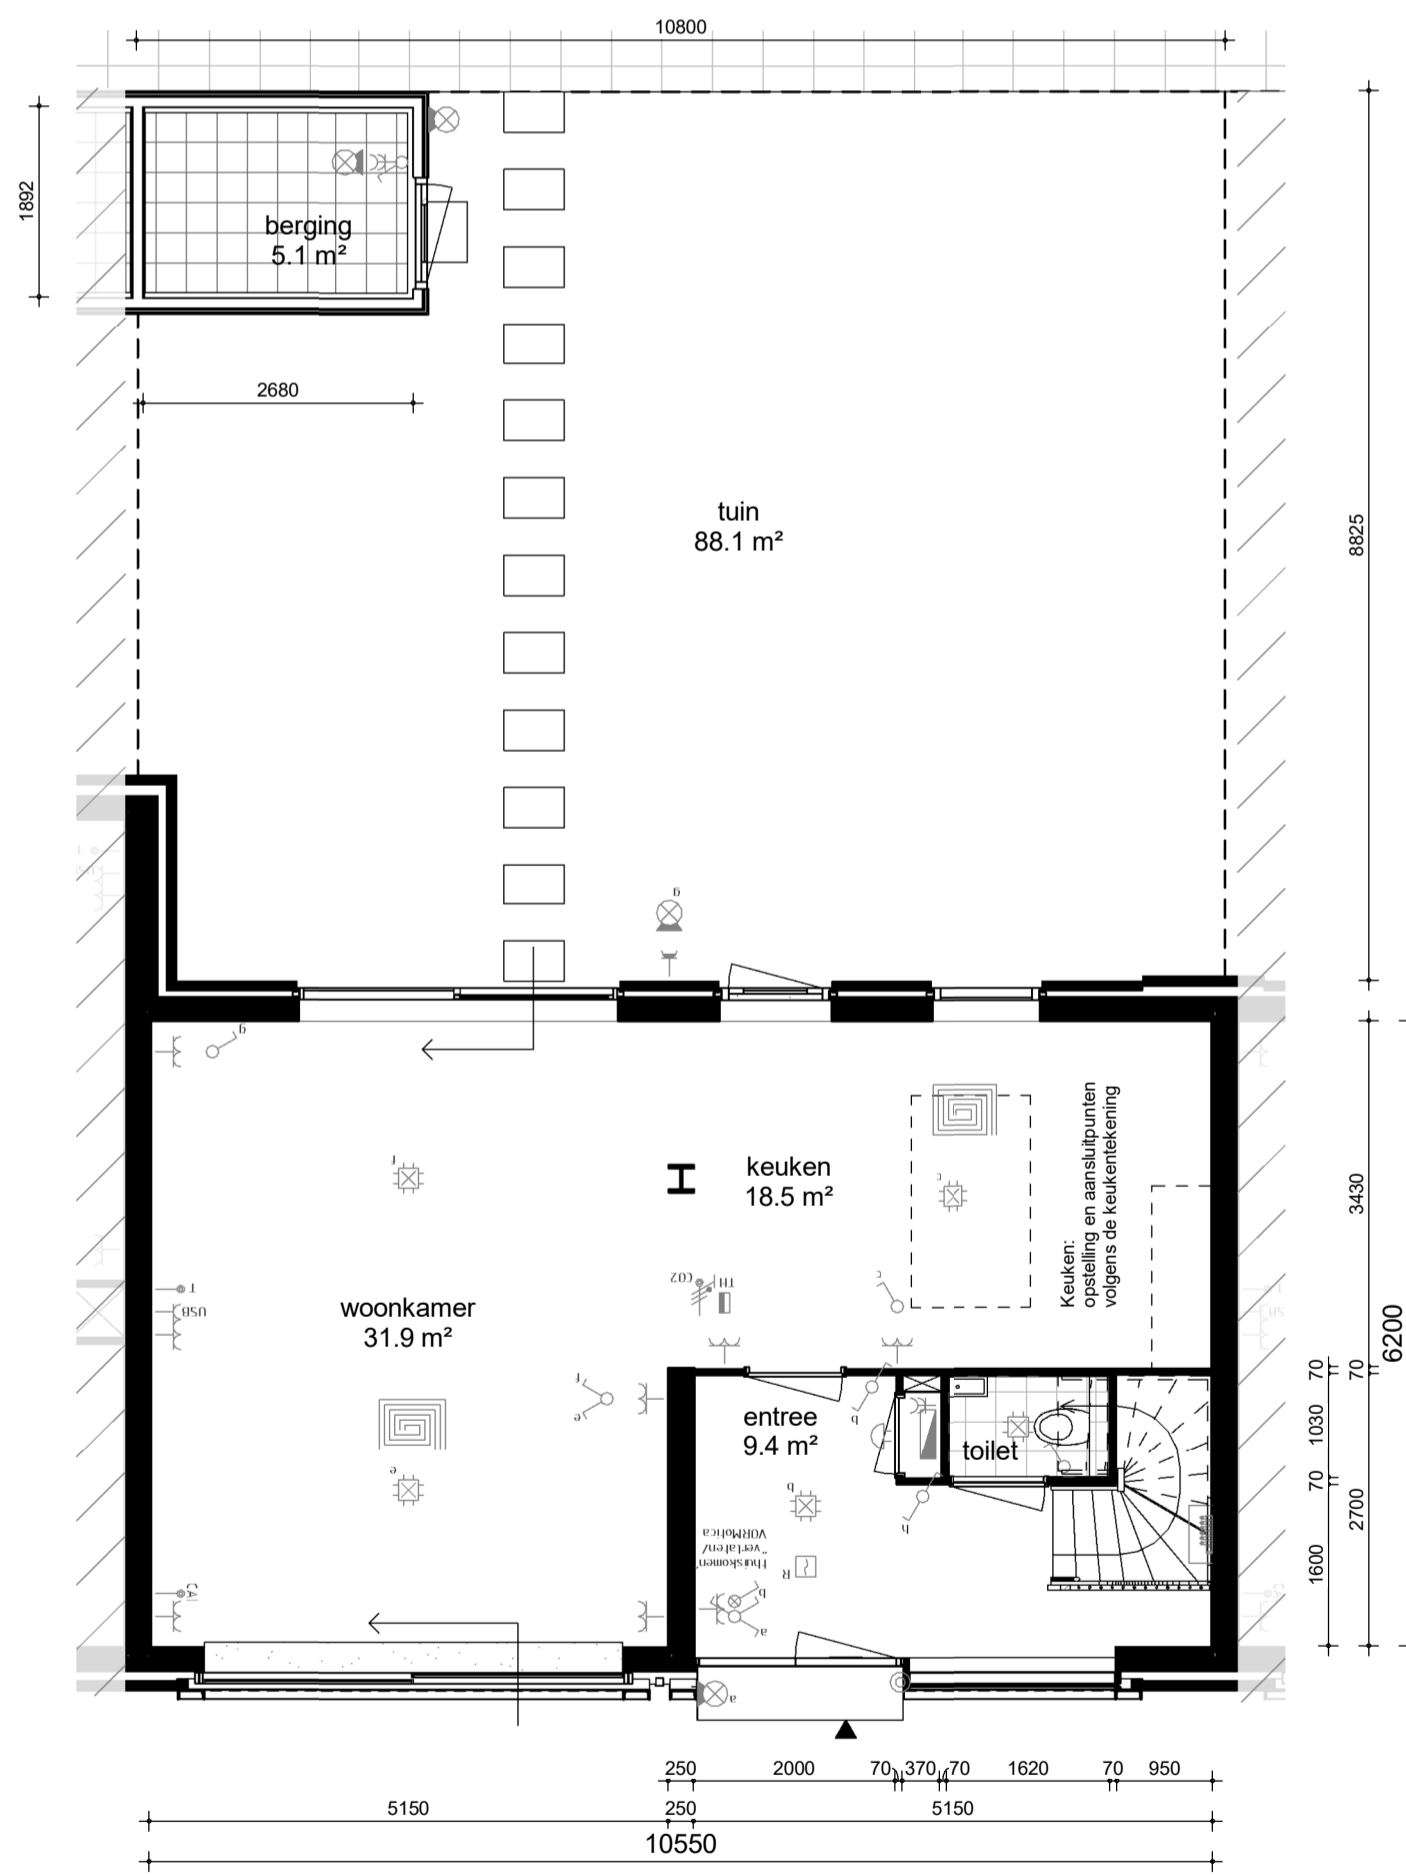 10800
1892
berging
5.1 m²
2680
tuin
88.1 m²
8825
g
g
f
keuken
18.5 m²
Keuken:
opstelling en aansluitpunten
volgens de keukentekening
3430
CO2
TH
c
T
USB
woonkamer
31.9 m²
6200
70
70
f
e
entree
9.4 m²
b
toilet
1030
e
b
70
2700
VORMotica
"verlaten/
R
1600
CAI
b
a
a
250
2000
70
370
70
1620
70
950
5150
250
5150
10550